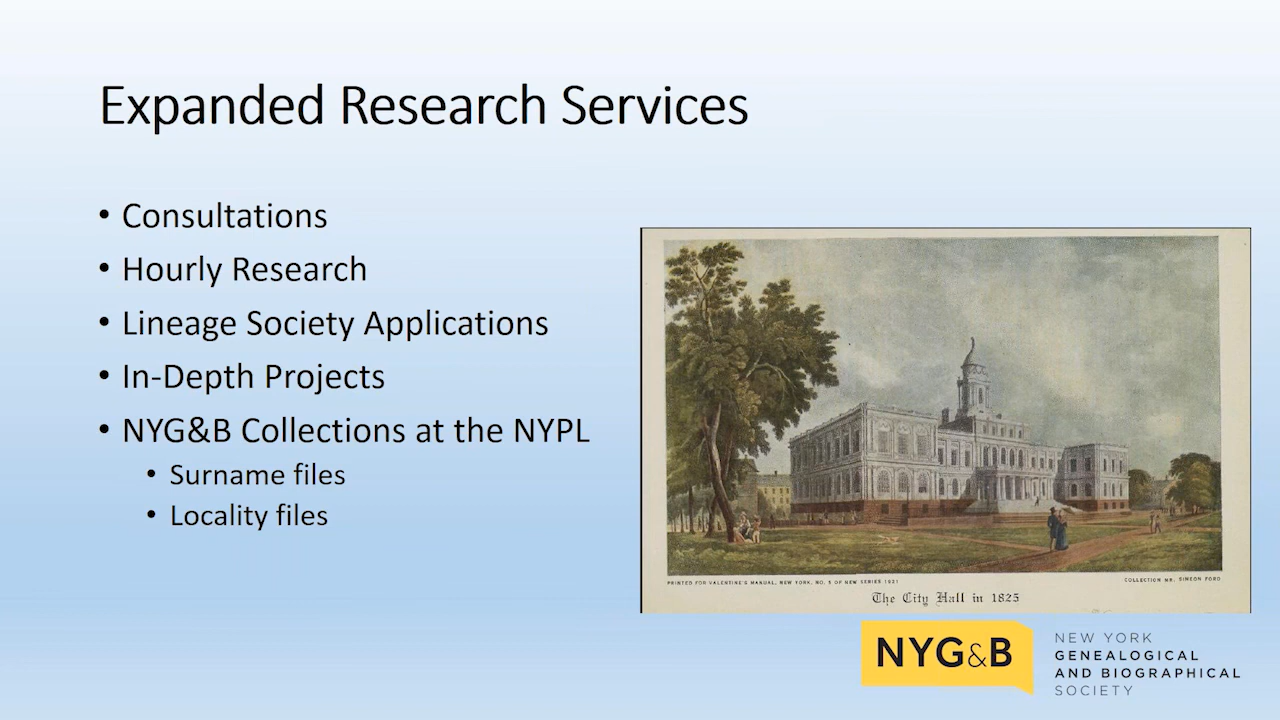 Expanded Research Services
• Consultations
• Hourly Research
• Lineage Society Applications
• In-Depth Projects
• NYG&B Collections at the NYPL
• Surname files
• Locality files
PRINTED FOR VALENTINE'S MANUAL, NEW YORK, NO. 5 OF NEW SERIES 1921
COLLECTION MR. SIMEON FORD
The City Hall in 1825
NYG&B
NEW YORK
GENEALOGICAL
AND BIOGRAPHICAL
SOCIETY